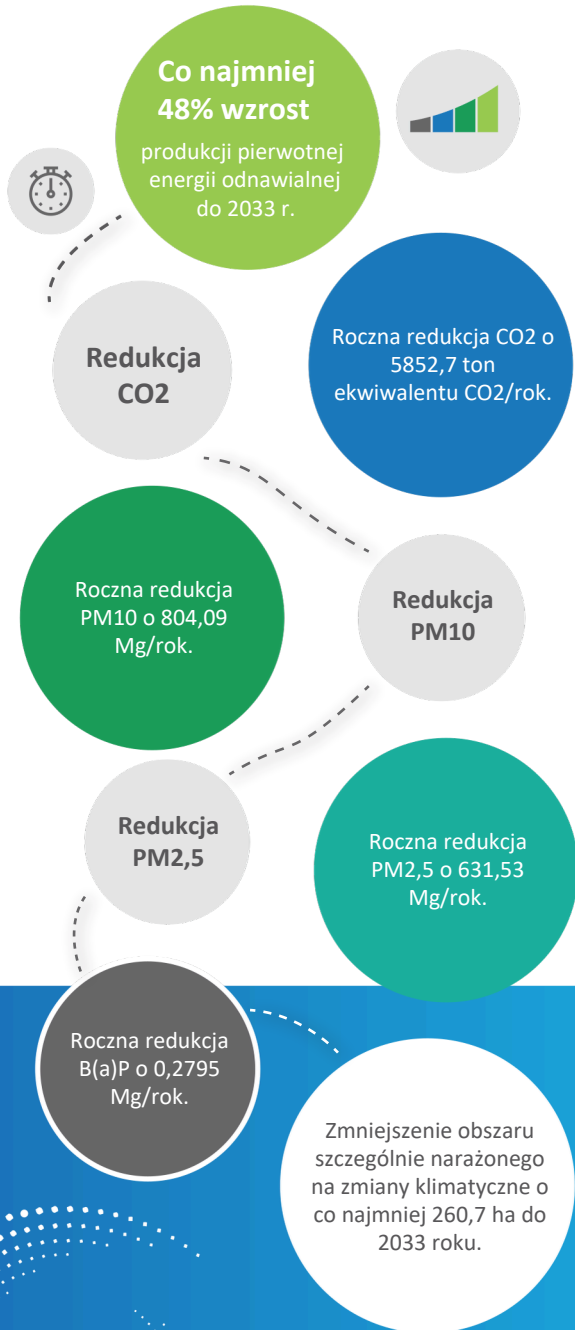 Co najmniej
48% wzrost
produkcji pierwotnej
energii odnawialnej
do 2033 r.
Redukcja
CO2
Roczna redukcja CO2 o
5852,7 ton
ekwiwalentu CO2/rok.
Roczna redukcja
PM10 o 804,09
Mg/rok.
Redukcja
PM10
Redukcja
PM2,5
Roczna redukcja
PM2,5 o 631,53
Mg/rok.
Roczna redukcja
B(a)P o 0,2795
Mg/rok.
Zmniejszenie obszaru
szczególnie narażonego
na zmiany klimatyczne o
co najmniej 260,7 ha do
2033 roku.